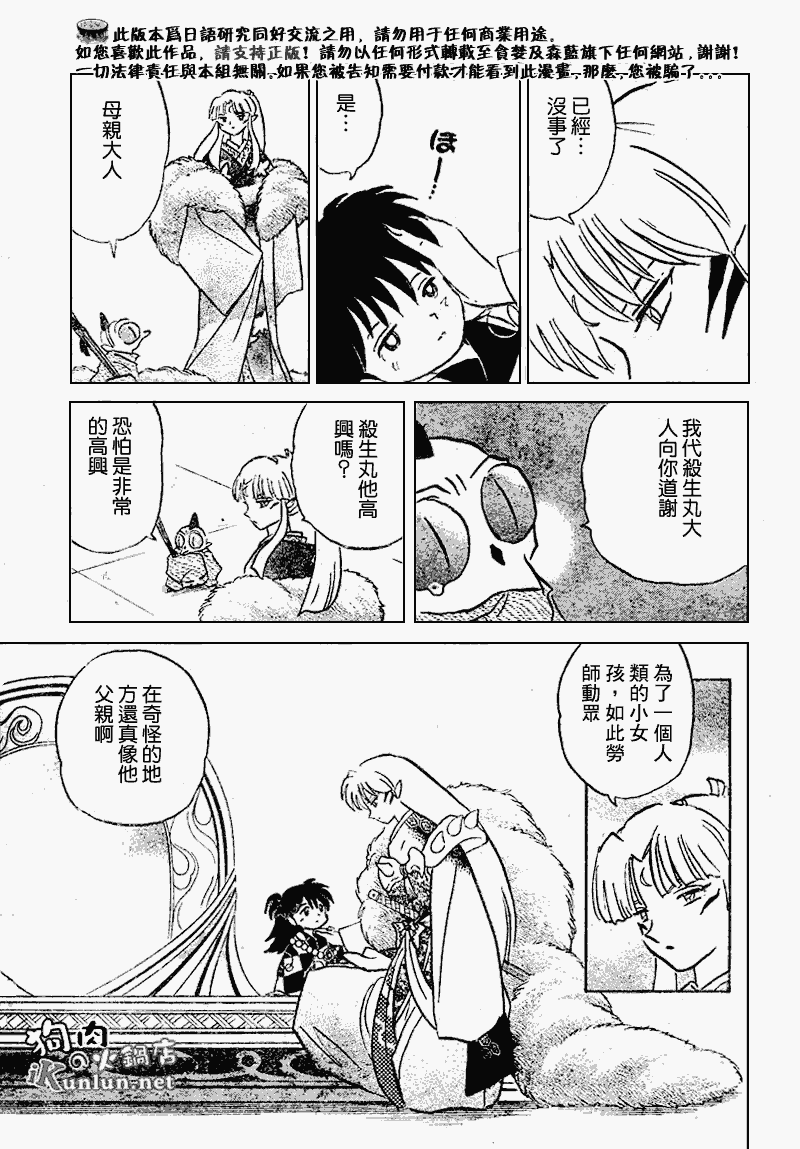 此版本爲日語研究同好交流之用，請勿用于任何商業用途。
如您喜歡此作品，請支持正版！請勿以任何形式轉載至貪婪及森藍旗下任何網站，謝謝！
一切法律責任與本組無關。如果您被告知需要付款才能看到此漫畫，那麼，您被騙了。。。
已經…
沒事了
是…
ほー
母親大人
我代殺生丸大
人向你道謝
殺生丸他高
興嗎？
恐怕是非常
的高興
為了一個人
類的小女
孩，如此勞
師動眾
在奇怪的地
方還真像他
父親啊
狗肉
の火鍋店
iKunlun.net